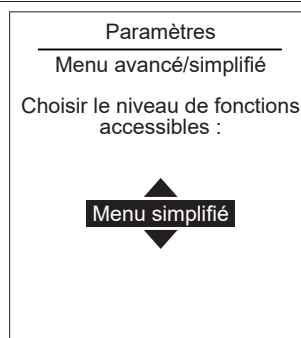 Paramètres
Menu avancé/simplifié
Choisir le niveau de fonctions
accessibles :
Menu simplifié